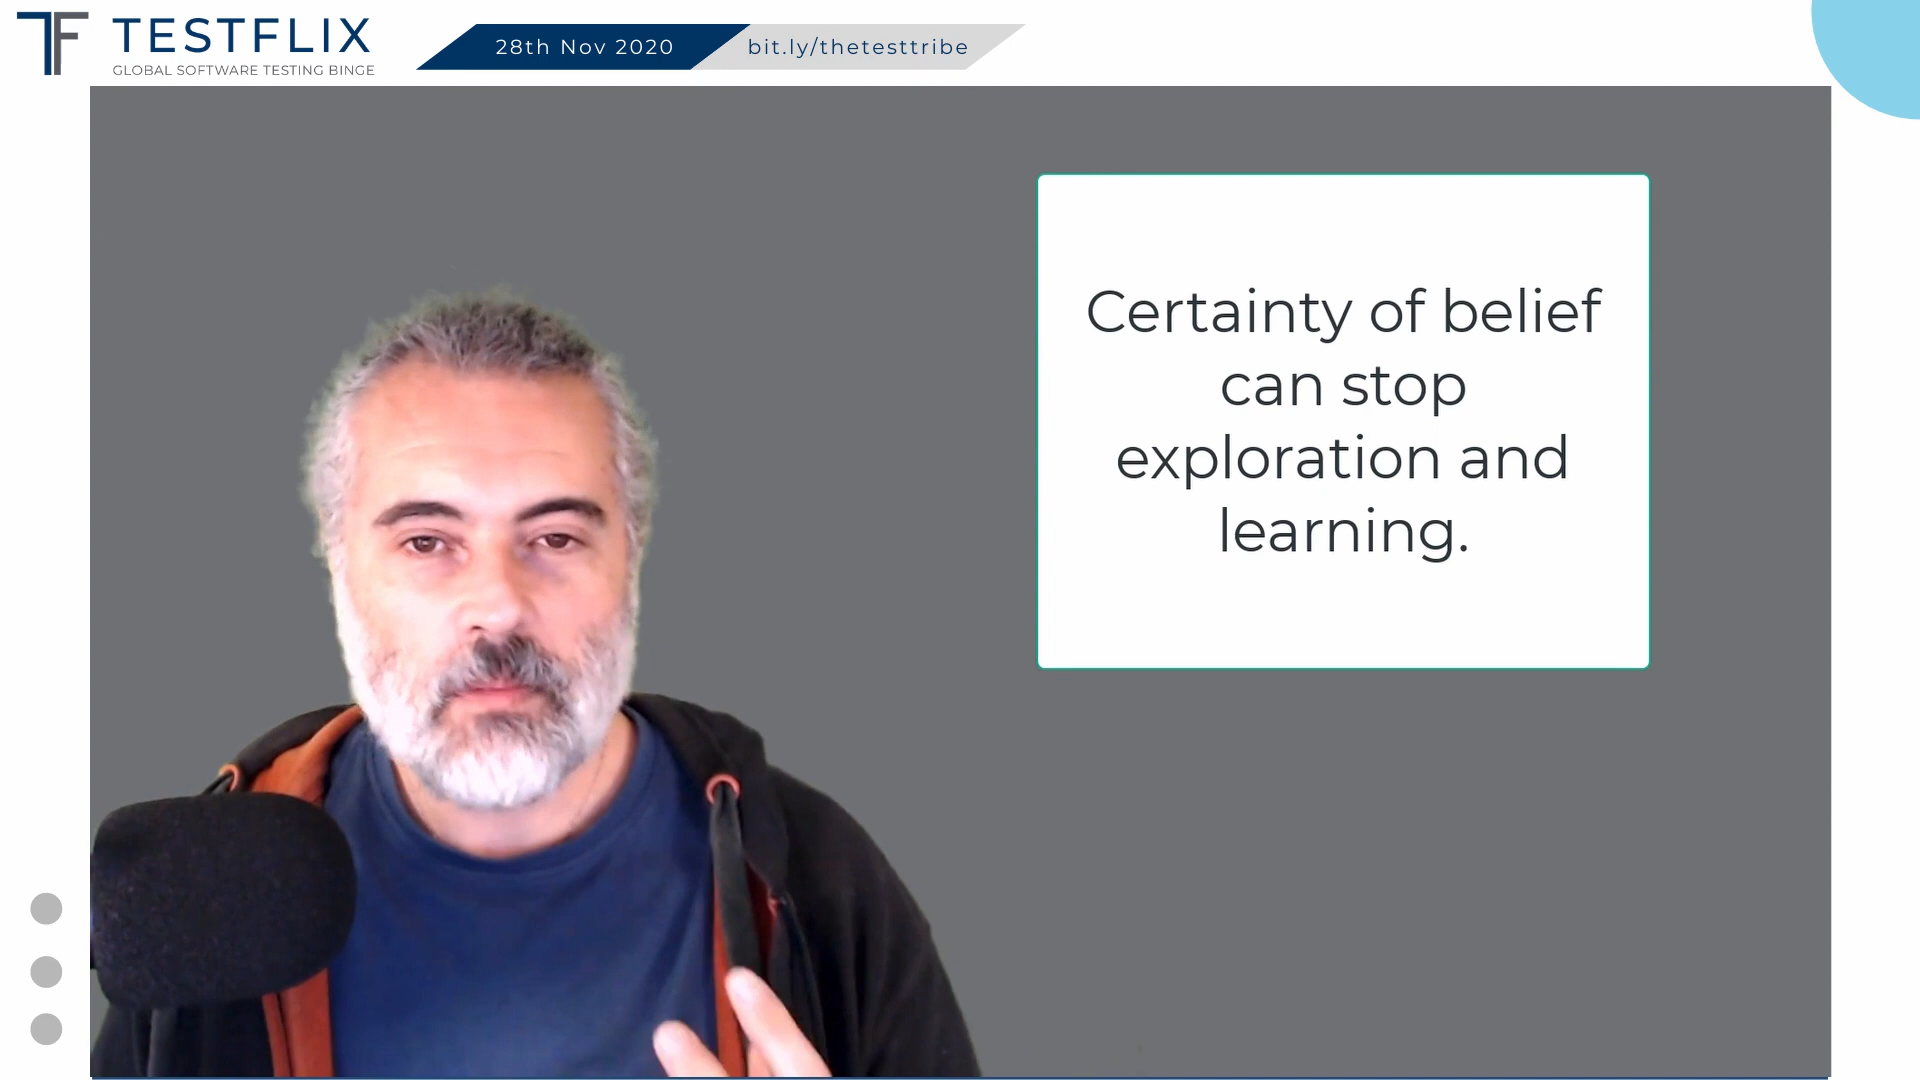 TF TESTFLIX
GLOBAL SOFTWARE TESTING BINGE
28th Nov 2020
bit.ly/thetesttribe
Certainty of belief
can stop
exploration and
learning.